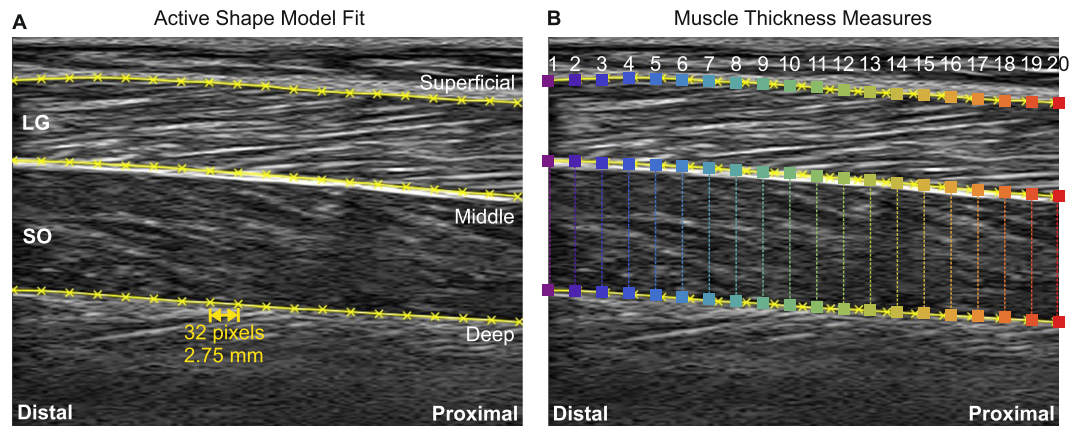 A
Active Shape Model Fit
Superficial
LG
Middle
SO
32 pixels
2.75 mm
Deep
Distal
Proximal
B
Muscle Thickness Measures
1 2 3 4 5 6 7 8 9 10 11 12 13 14 15 16 17 18 19 20
Distal
Proximal